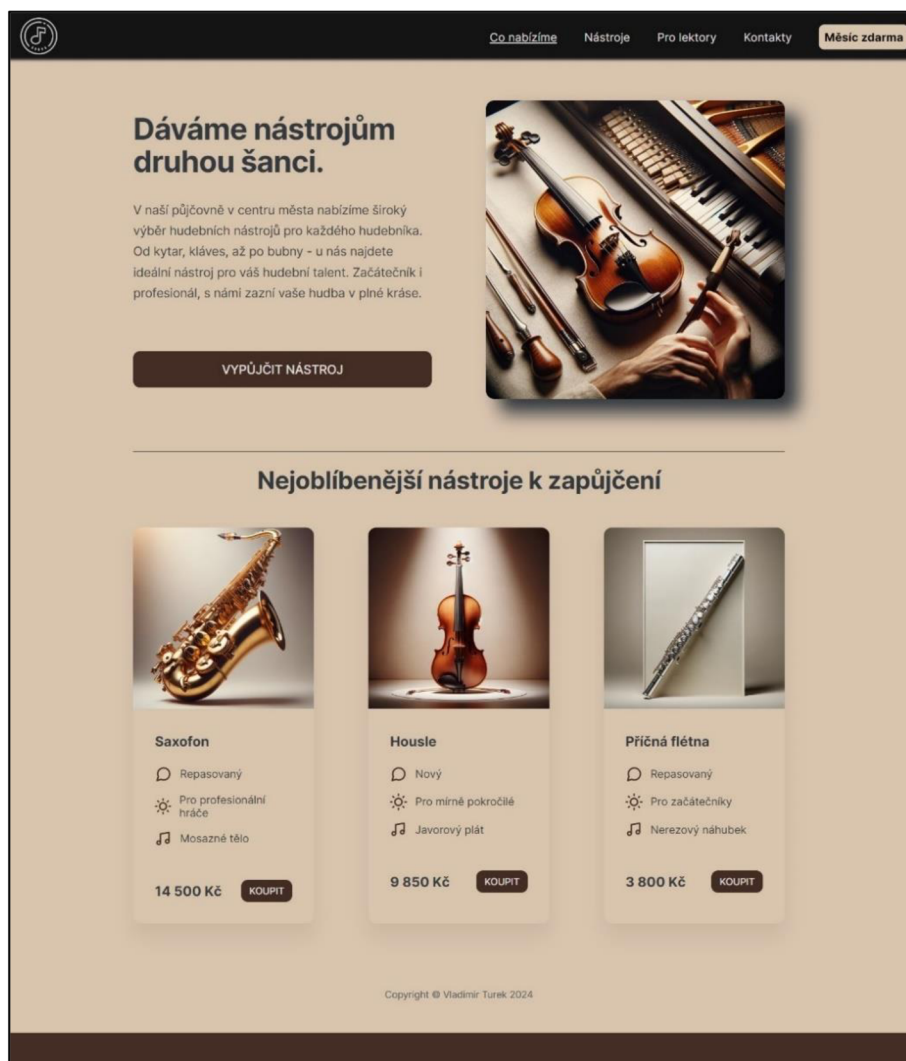 Co nabízíme Nástroje Pro lektory Kontakty Měsíc zdarma
Dáváme nástrojům
druhou šanci.
V naší půjčovně v centru města nabízíme široký
výběr hudebních nástrojů pro každého hudebníka.
Od kytar, kláves, až po bubny - u nás najdete
ideální nástroj pro váš hudební talent. Začátečník i
profesionál, s námi zazní vaše hudba v plné kráse.
VYPŮJČIT NÁSTROJ
Nejoblíbenější nástroje k zapůjčení
Saxofon
Repasovaný
Pro profesionální
hráče
Mosazné tělo
14 500 Kč KOUPIT
Housle
Nový
Pro mírně pokročilé
Javorový plát
9 850 Kč KOUPIT
Příčná flétna
Repasovaný
Pro začátečníky
Nerezový náhubek
3 800 Kč KOUPIT
Copyright © Vladimir Turek 2024